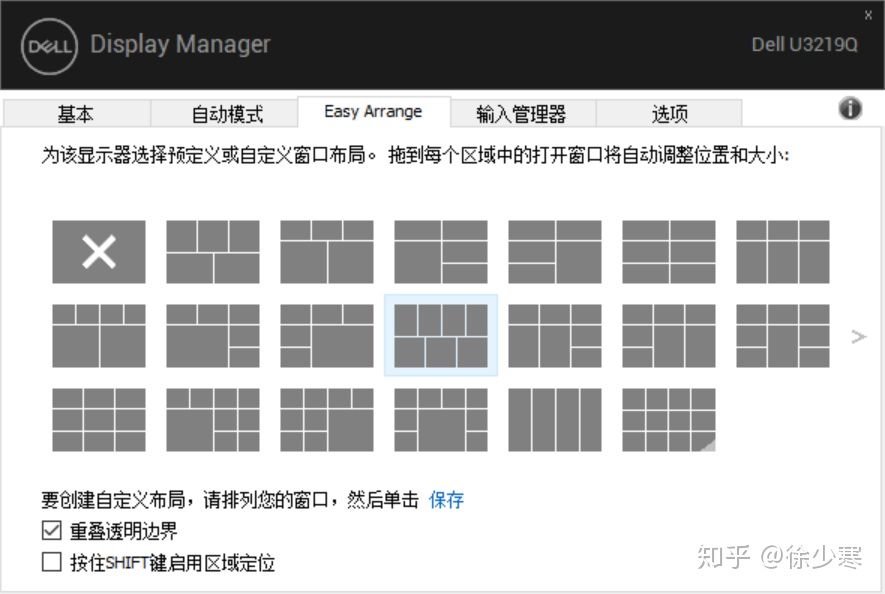 DELL Display Manager
x
Dell U3219Q
基本 自动模式 Easy Arrange 输入管理器 选项
为该显示器选择预定义或自定义窗口布局。 拖到每个区域中的打开窗口将自动调整位置和大小:
要创建自定义布局，请排列您的窗口，然后单击 保存
重叠透明边界
按住SHIFT键启用区域定位
知乎 @徐少寒